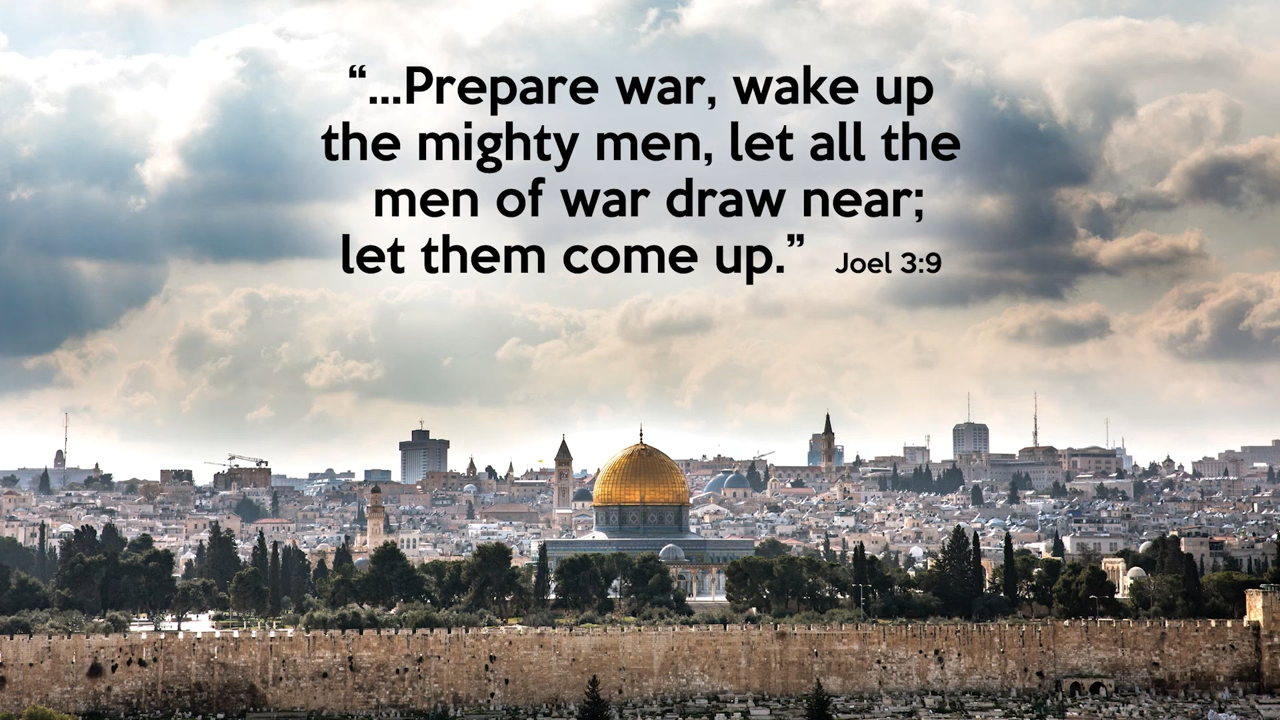 “...Prepare war, wake up
the mighty men, let all the
men of war draw near;
let them come up.” Joel 3:9